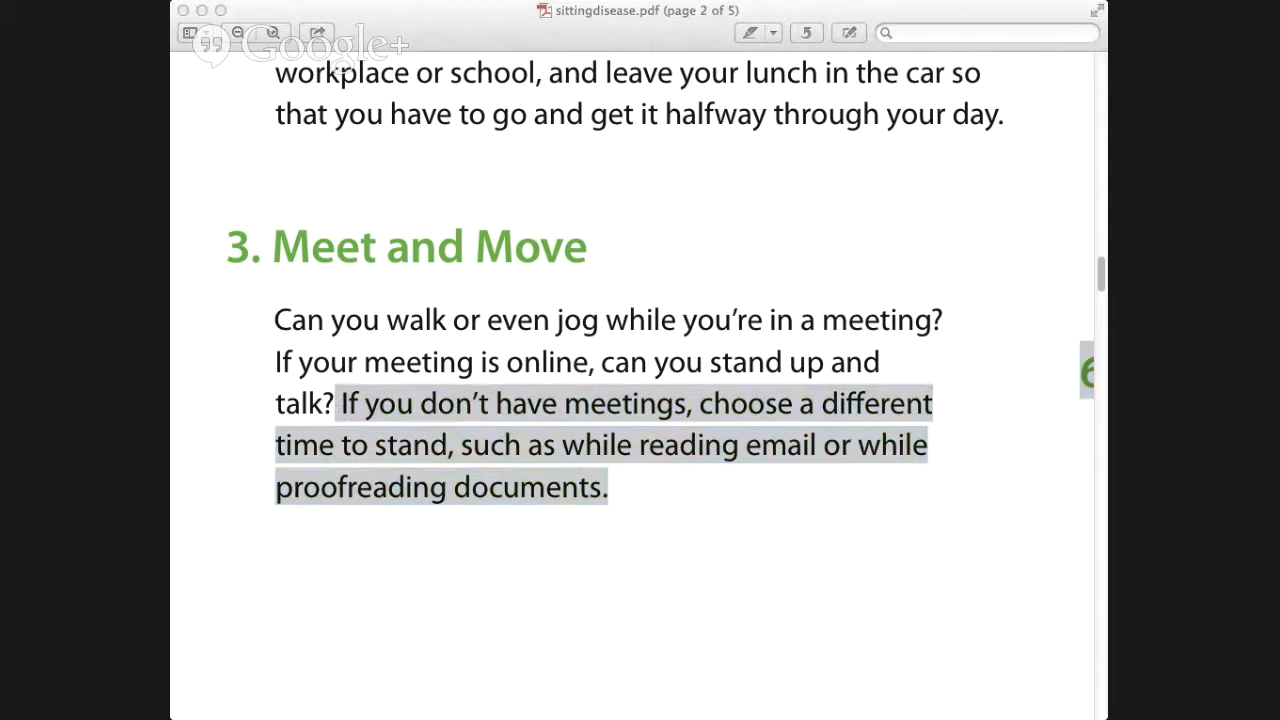 sittingdisease.pdf (page 2 of 5)
Google+
workplace or school, and leave your lunch in the car so
that you have to go and get it halfway through your day.
3. Meet and Move
Can you walk or even jog while you're in a meeting?
If your meeting is online, can you stand up and
talk? If you don't have meetings, choose a different
time to stand, such as while reading email or while
proofreading documents.
6